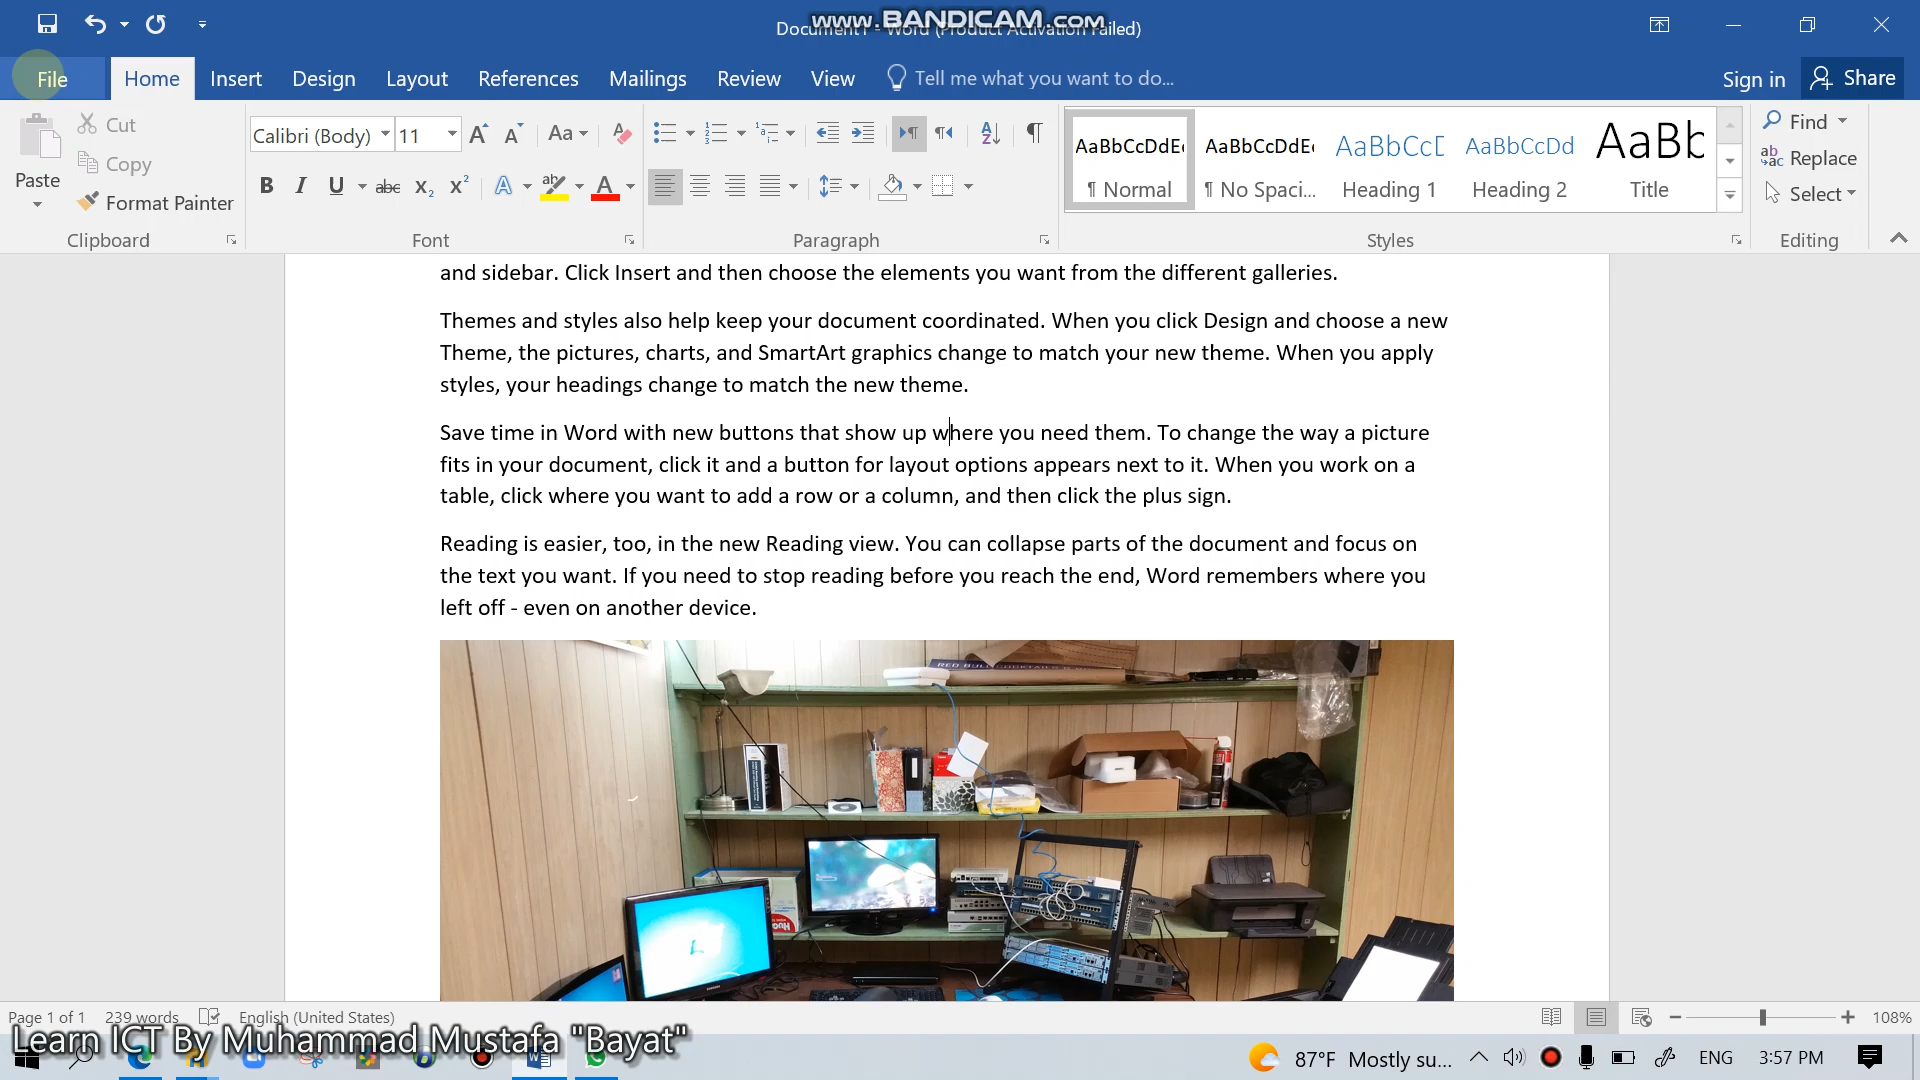 www.BANDICAM.com
Document1 - Word (Product Activation Failed)
File Home Insert Design Layout References Mailings Review View Tell me what you want to do... Sign in Share
Paste
Cut
Copy
Format Painter
Clipboard
Calibri (Body) 11 A A Aa
B I U abc X₂ X² A ab A
Font
Paragraph
AaBbCcDdEe AaBbCcDdEe AaBbCcD AaBbCcDd AaBb
¶ Normal ¶ No Spaci... Heading 1 Heading 2 Title
Styles
Find
Replace
Select
Editing
and sidebar. Click Insert and then choose the elements you want from the different galleries.
Themes and styles also help keep your document coordinated. When you click Design and choose a new
Theme, the pictures, charts, and SmartArt graphics change to match your new theme. When you apply
styles, your headings change to match the new theme.
Save time in Word with new buttons that show up where you need them. To change the way a picture
fits in your document, click it and a button for layout options appears next to it. When you work on a
table, click where you want to add a row or a column, and then click the plus sign.
Reading is easier, too, in the new Reading view. You can collapse parts of the document and focus on
the text you want. If you need to stop reading before you reach the end, Word remembers where you
left off - even on another device.
Page 1 of 1 239 words English (United States) 108%
Learn ICT By Muhammad Mustafa "Bayat"
87°F Mostly su... ENG 3:57 PM